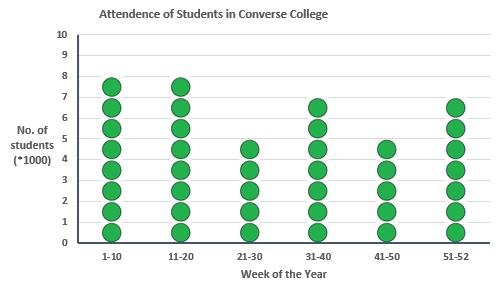 Attendence of Students in Converse College
10
9
8
7
6
5
4
3
2
1
0
No. of
students
(*1000)
1-10 11-20 21-30 31-40 41-50 51-52
Week of the Year